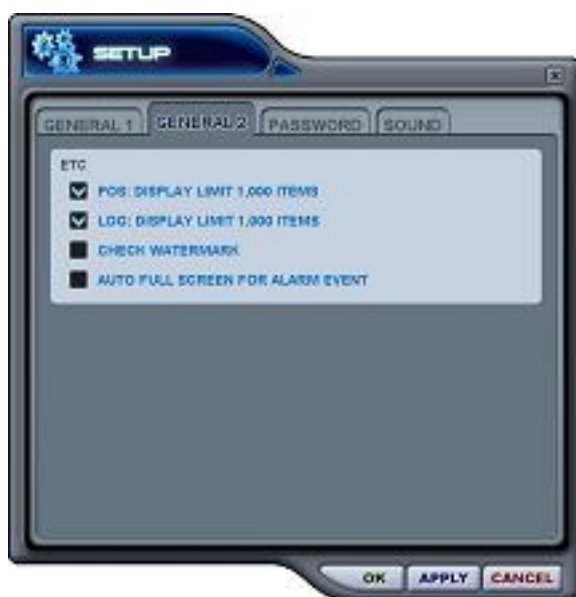 SETUP
GENERAL 1 GENERAL 2 PASSWORD SOUND
ETC
POS: DISPLAY LIMIT 1,000 ITEMS
LOG: DISPLAY LIMIT 1,000 ITEMS
CHECK WATERMARK
AUTO FULL SCREEN FOR ALARM EVENT
OK APPLY CANCEL